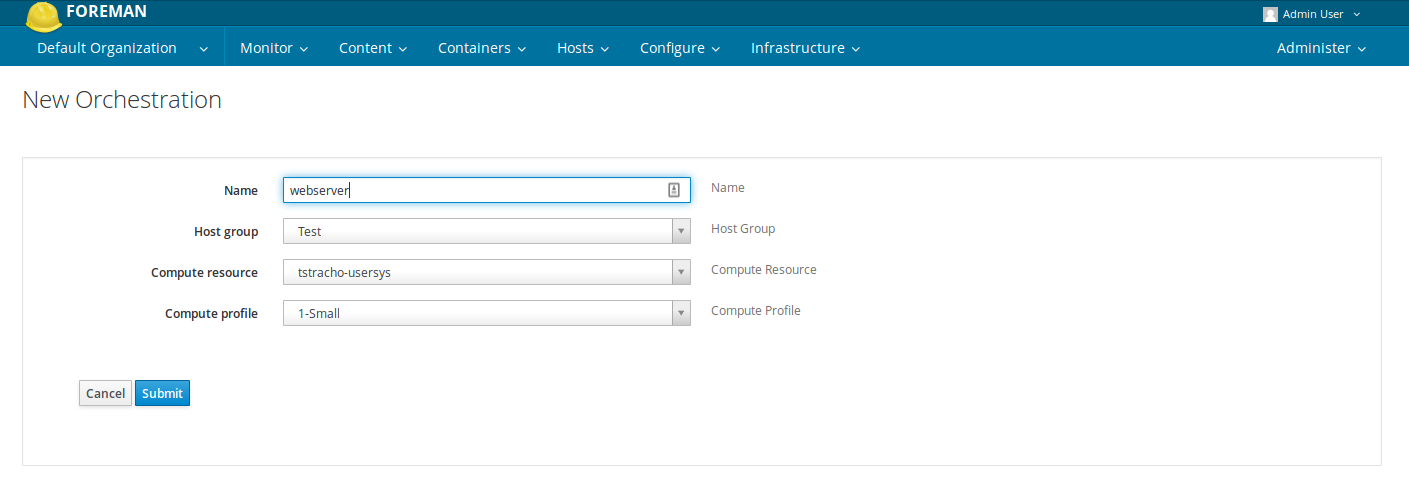 FOREMAN
Admin User
Default Organization Monitor Content Containers Hosts Configure Infrastructure Administer
New Orchestration
Name webserver Name
Host group Test Host Group
Compute resource tstracho-usersys Compute Resource
Compute profile 1-Small Compute Profile
Cancel Submit